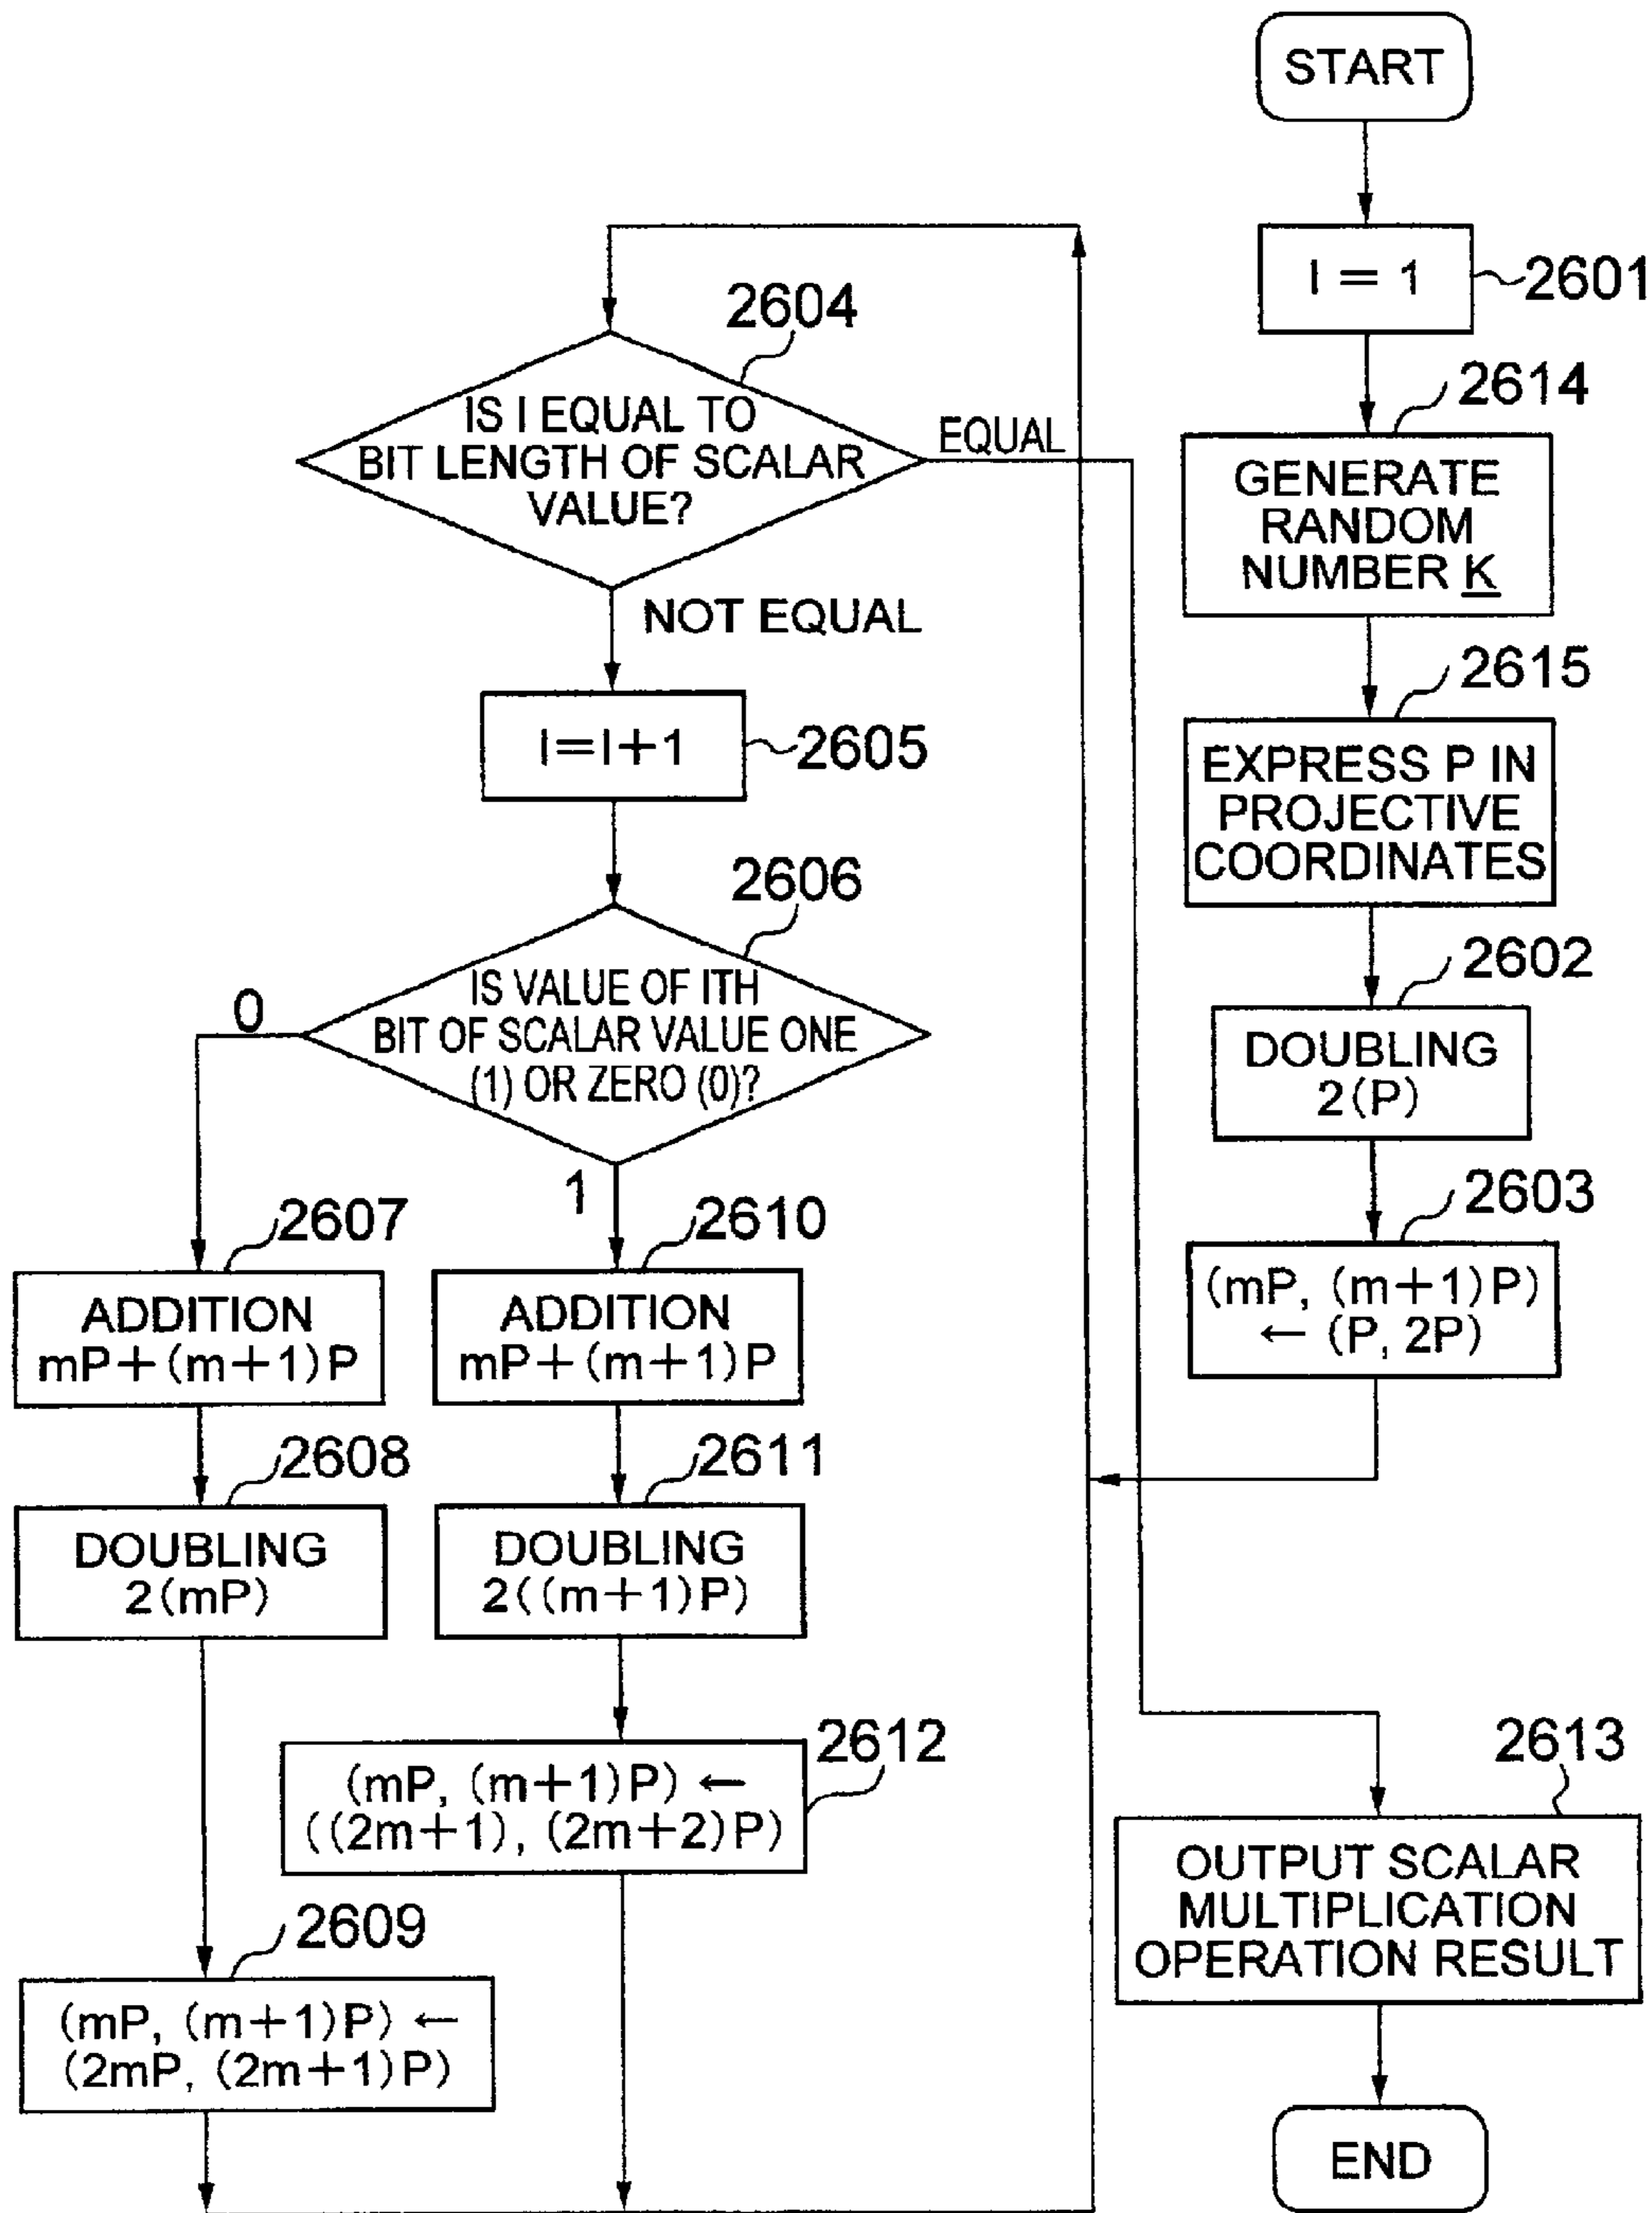 START
I = 1
2601
2614
GENERATE
RANDOM
NUMBER K
2615
EXPRESS P IN
PROJECTIVE
COORDINATES
2602
DOUBLING
2(P)
2603
(mP, (m+1)P)
← (P, 2P)
2604
IS I EQUAL TO
BIT LENGTH OF SCALAR
VALUE?
EQUAL
NOT EQUAL
I=I+1
2605
2606
IS VALUE OF ITH
BIT OF SCALAR VALUE ONE
(1) OR ZERO (0)?
0
1
2607
ADDITION
mP+(m+1)P
2608
DOUBLING
2(mP)
2609
(mP, (m+1)P) ←
(2mP, (2m+1)P)
2610
ADDITION
mP+(m+1)P
2611
DOUBLING
2((m+1)P)
2612
(mP, (m+1)P) ←
((2m+1), (2m+2)P)
2613
OUTPUT SCALAR
MULTIPLICATION
OPERATION RESULT
END